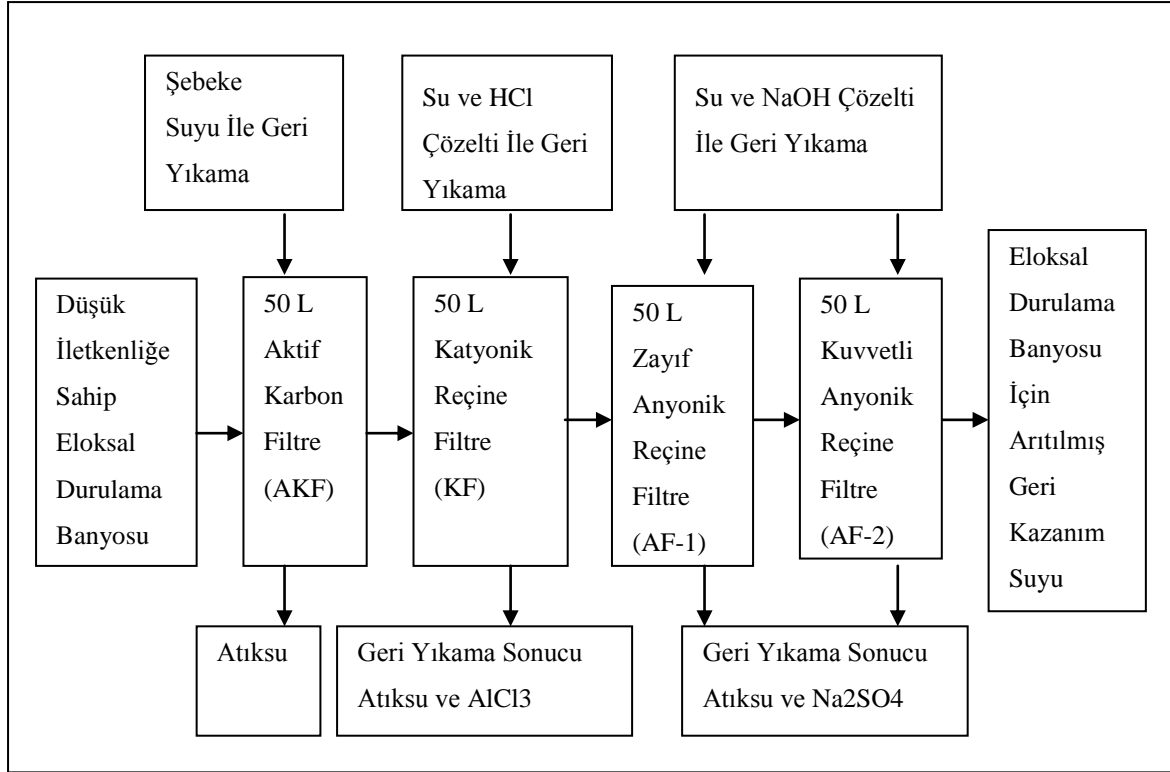 Şebeke
Suyu İle Geri
Yıkama
Su ve HCl
Çözelti İle Geri
Yıkama
Su ve NaOH Çözelti
İle Geri Yıkama
Düşük
İletkenliğe
Sahip
Eloksal
Durulama
Banyosu
50 L
Aktif
Karbon
Filtre
(AKF)
50 L
Katyonik
Reçine
Filtre
(KF)
50 L
Zayıf
Anyonik
Reçine
Filtre
(AF-1)
50 L
Kuvvetli
Anyonik
Reçine
Filtre
(AF-2)
Eloksal
Durulama
Banyosu
İçin
Arıtılmış
Geri
Kazanım
Suyu
Atıksu
Geri Yıkama Sonucu
Atıksu ve AlCl3
Geri Yıkama Sonucu
Atıksu ve Na2SO4